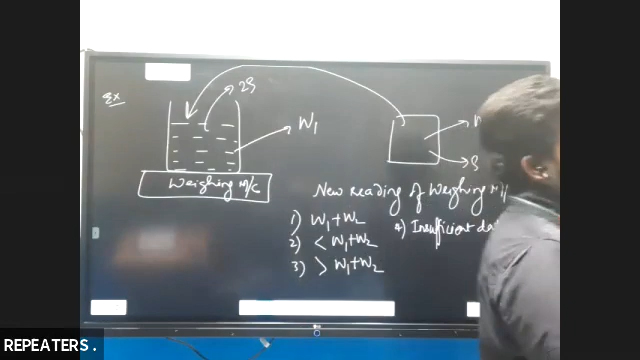 Ex
2ρ
W₁
ρ
Weighing M/c
New reading of Weighing
1) W₁+W₂
4) Insufficient
2) < W₁+W₂
3) > W₁+W₂
REPEATERS .